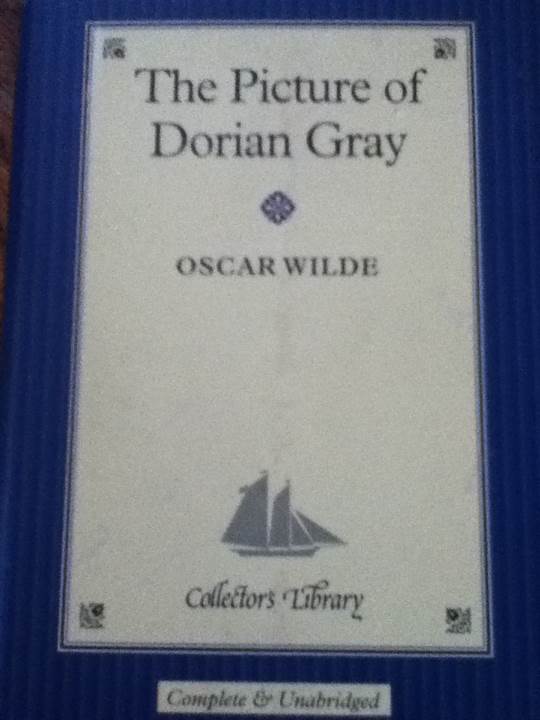 The Picture of
Dorian Gray
OSCAR WILDE
Collector's Library
Complete & Unabridged